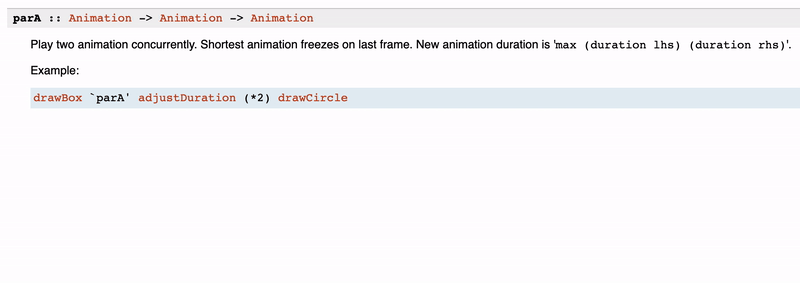 parA :: Animation -> Animation -> Animation
Play two animation concurrently. Shortest animation freezes on last frame. New animation duration is 'max (duration lhs) (duration rhs)'.
Example:
drawBox `parA' adjustDuration (*2) drawCircle